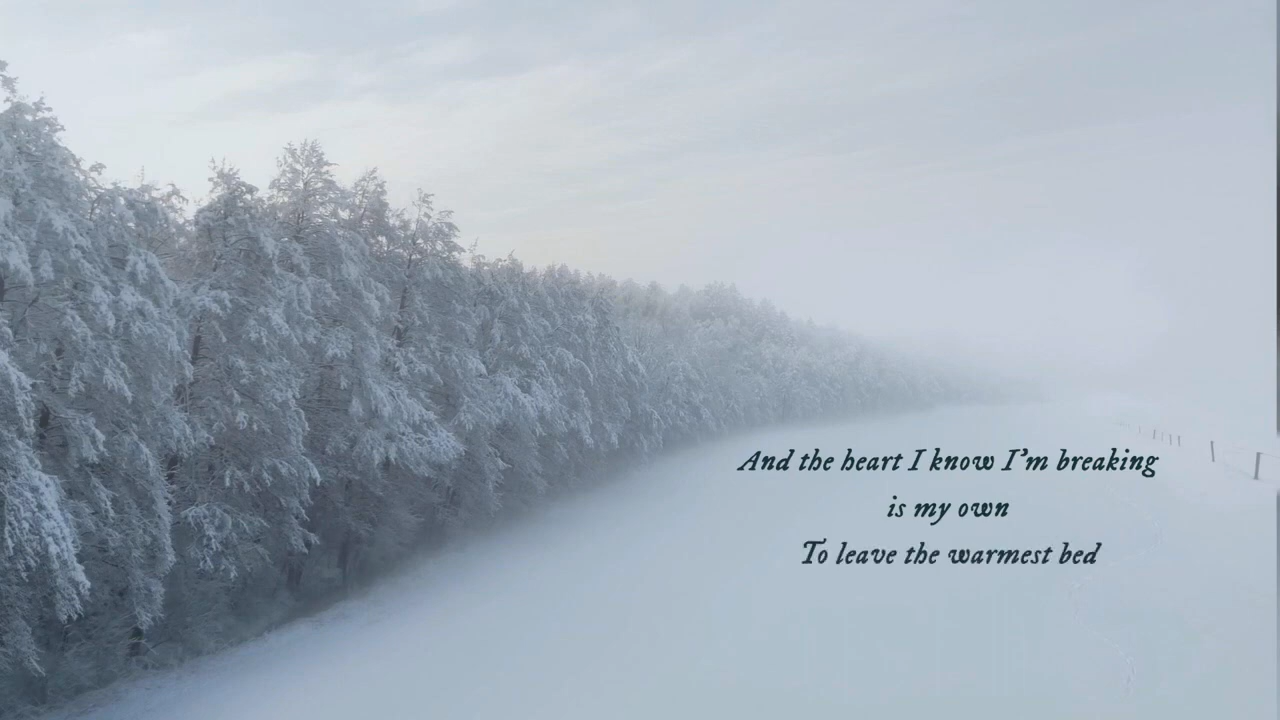 And the heart I know I'm breaking
is my own
To leave the warmest bed